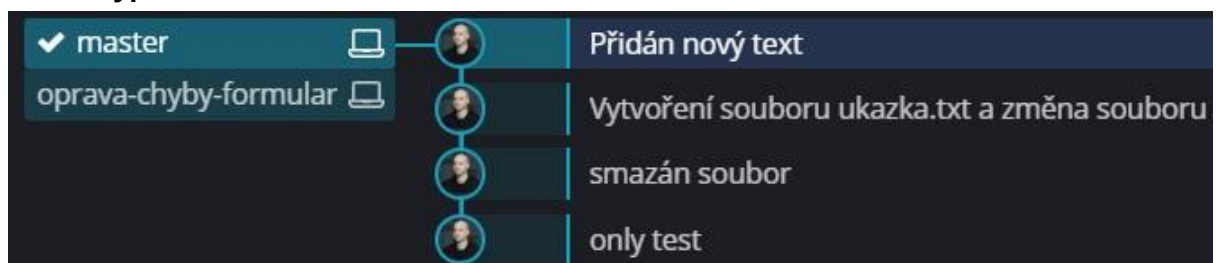 master
Přidán nový text
oprava-chyby-formular
Vytvoření souboru ukazka.txt a změna souboru
smazán soubor
only test